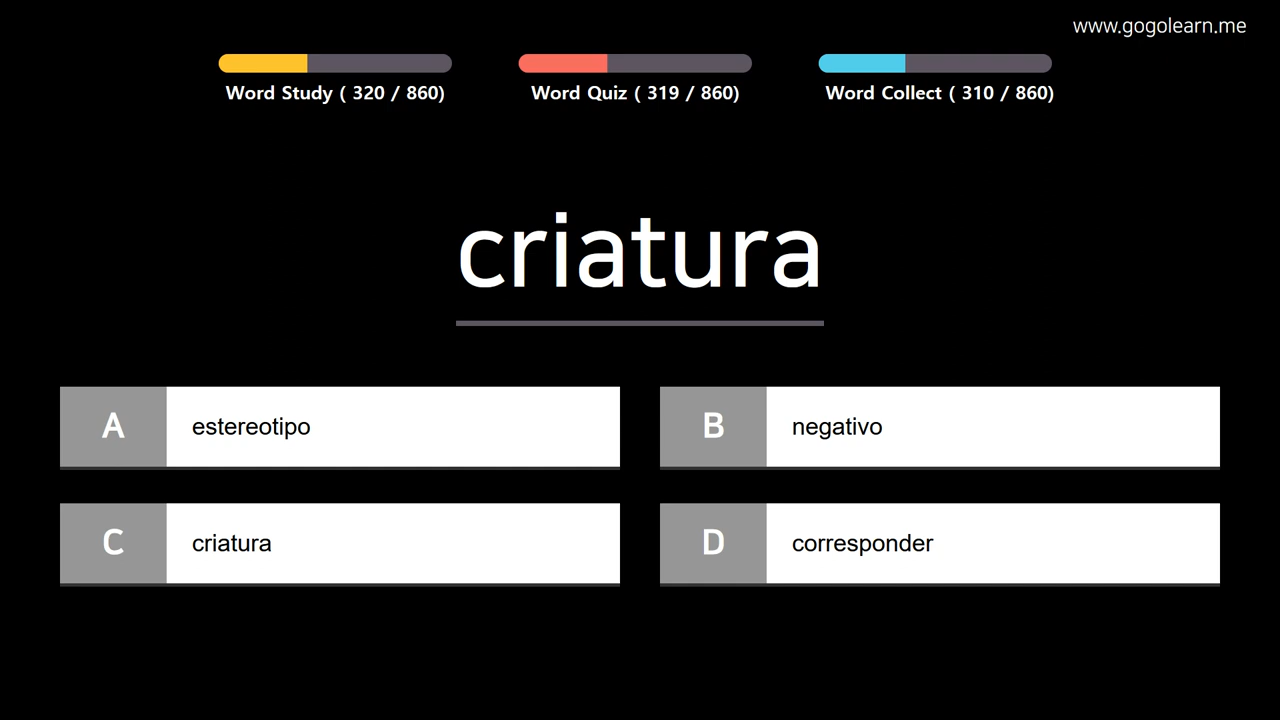 www.gogolearn.me
Word Study ( 320 / 860)
Word Quiz ( 319 / 860)
Word Collect ( 310 / 860)
criatura
A estereotipo
B negativo
C criatura
D corresponder